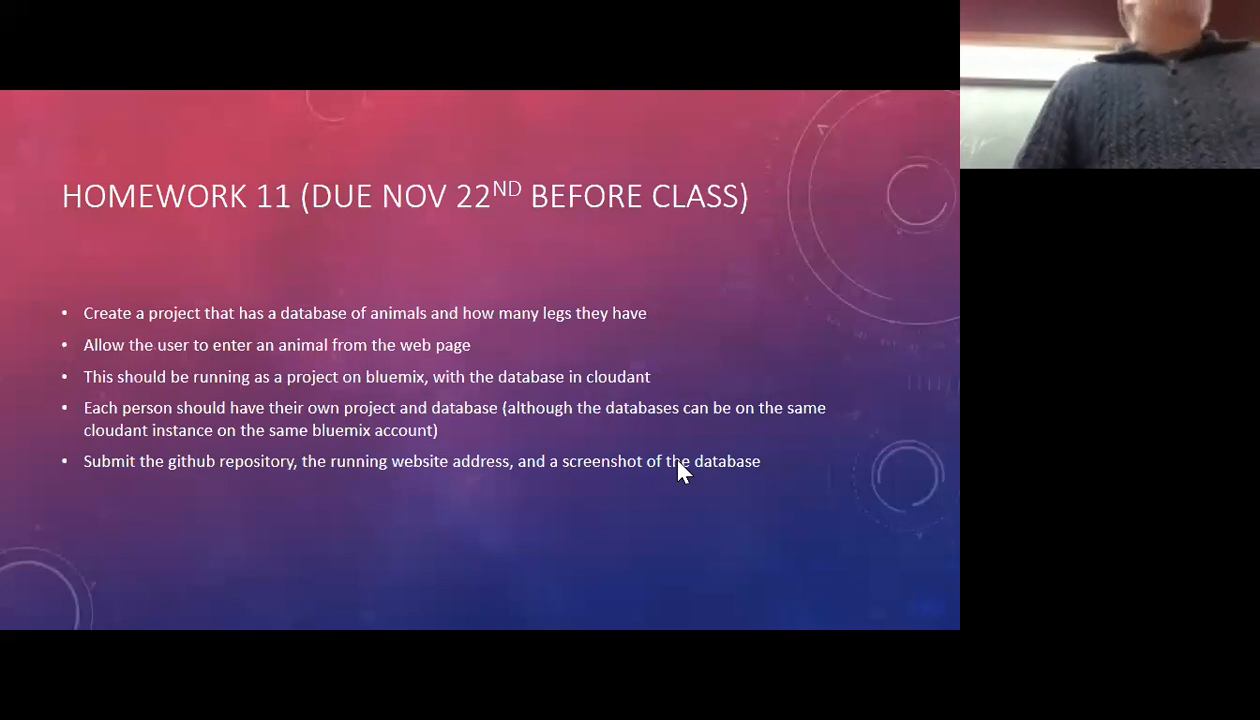 HOMEWORK 11 (DUE NOV 22ND BEFORE CLASS)
• Create a project that has a database of animals and how many legs they have
• Allow the user to enter an animal from the web page
• This should be running as a project on bluemix, with the database in cloudant
• Each person should have their own project and database (although the databases can be on the same
cloudant instance on the same bluemix account)
• Submit the github repository, the running website address, and a screenshot of the database